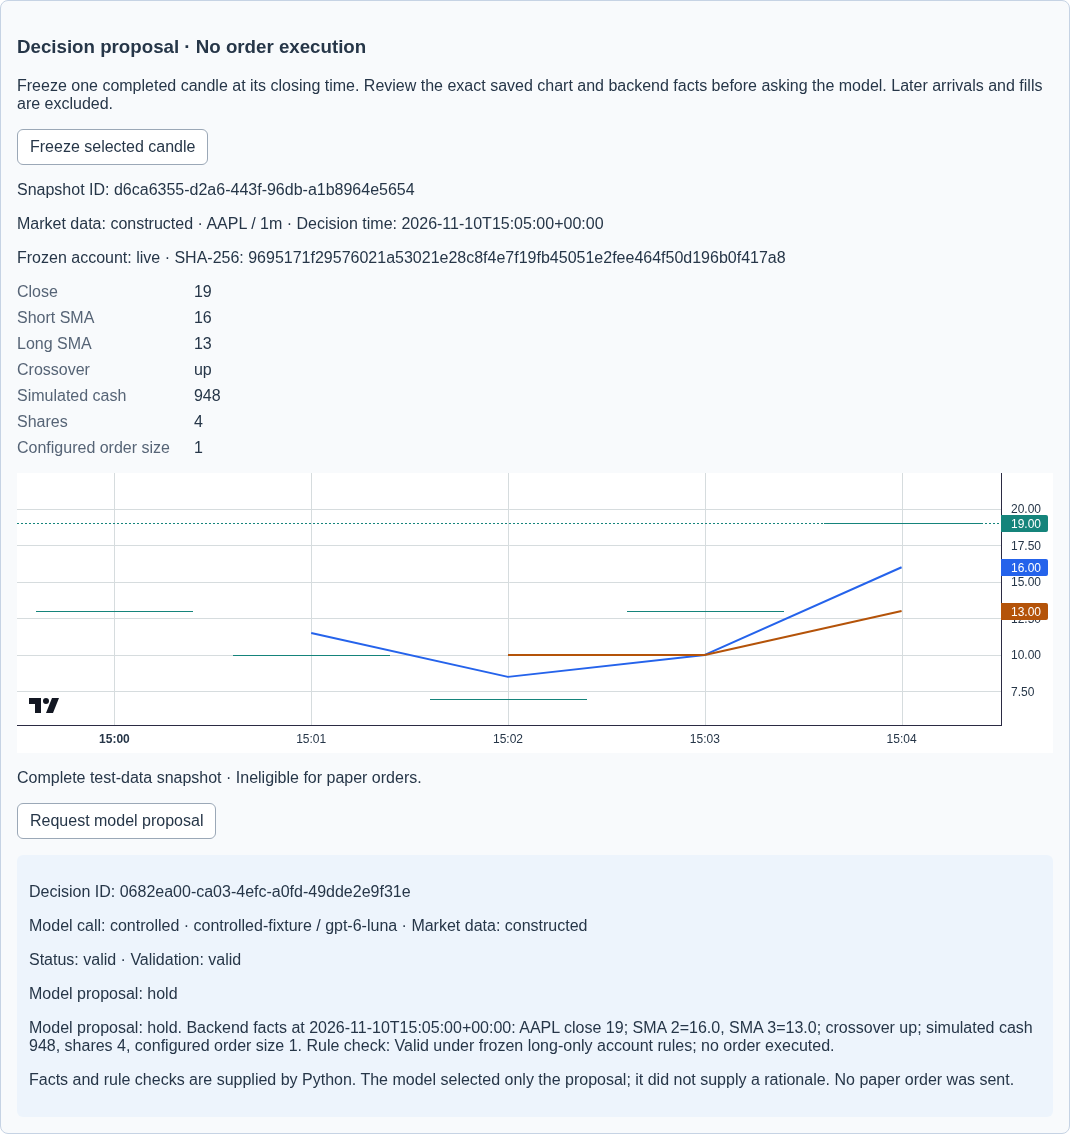 Decision proposal · No order execution
Freeze one completed candle at its closing time. Review the exact saved chart and backend facts before asking the model. Later arrivals and fills
are excluded.
Freeze selected candle
Snapshot ID: d6ca6355-d2a6-443f-96db-a1b8964e5654
Market data: constructed · AAPL / 1m · Decision time: 2026-11-10T15:05:00+00:00
Frozen account: live · SHA-256: 9695171f29576021a53021e28c8f4e7f19fb45051e2fee464f50d196b0f417a8
Close 19
Short SMA 16
Long SMA 13
Crossover up
Simulated cash 948
Shares 4
Configured order size 1
20.00
19.00
17.50
16.00
15.00
13.00
12.50
10.00
7.50
15:00 15:01 15:02 15:03 15:04
Complete test-data snapshot · Ineligible for paper orders.
Request model proposal
Decision ID: 0682ea00-ca03-4efc-a0fd-49dde2e9f31e
Model call: controlled · controlled-fixture / gpt-6-luna · Market data: constructed
Status: valid · Validation: valid
Model proposal: hold
Model proposal: hold. Backend facts at 2026-11-10T15:05:00+00:00: AAPL close 19; SMA 2=16.0, SMA 3=13.0; crossover up; simulated cash
948, shares 4, configured order size 1. Rule check: Valid under frozen long-only account rules; no order executed.
Facts and rule checks are supplied by Python. The model selected only the proposal; it did not supply a rationale. No paper order was sent.